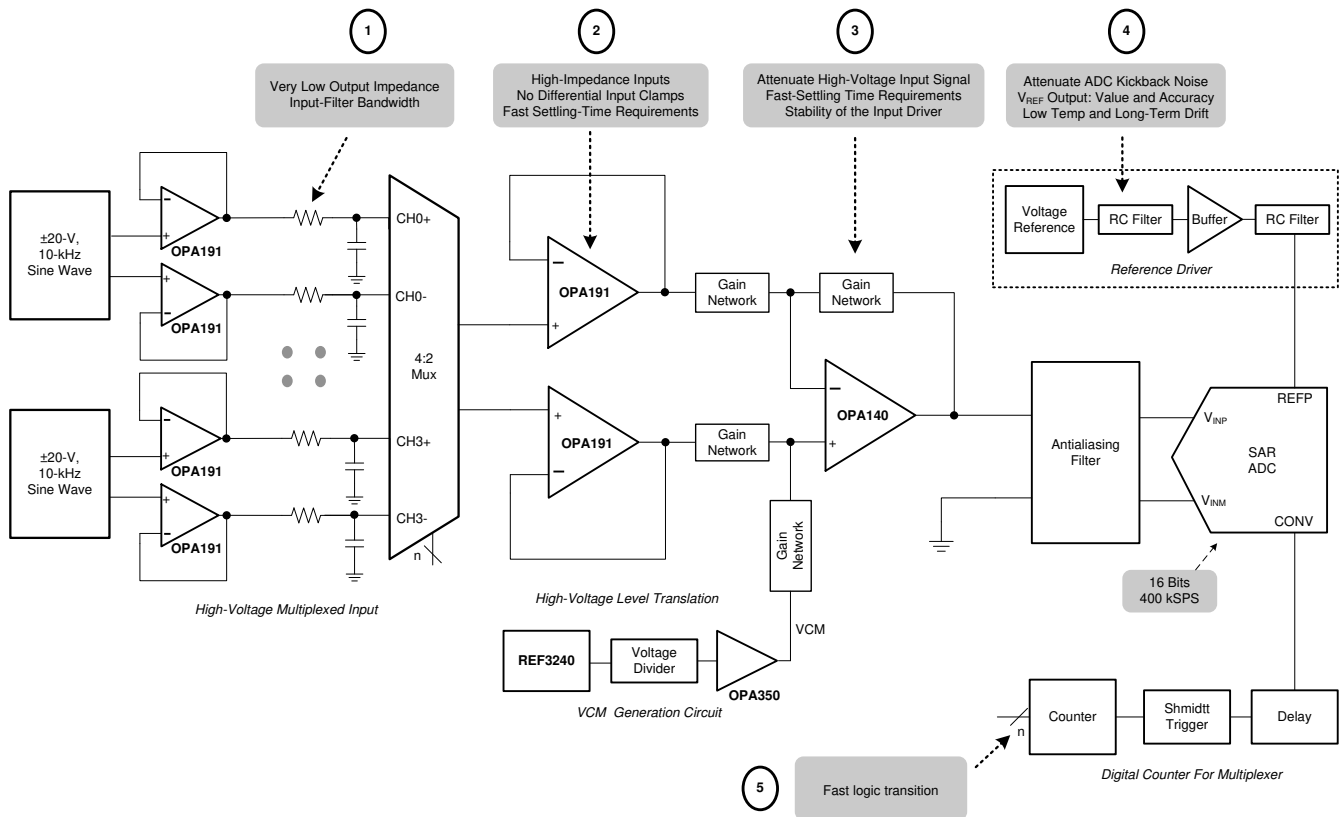 1
Very Low Output Impedance
Input-Filter Bandwidth
2
High-Impedance Inputs
No Differential Input Clamps
Fast Settling-Time Requirements
3
Attenuate High-Voltage Input Signal
Fast-Settling Time Requirements
Stability of the Input Driver
4
Attenuate ADC Kickback Noise
VREF Output: Value and Accuracy
Low Temp and Long-Term Drift
±20-V,
10-kHz
Sine Wave
OPA191
OPA191
±20-V,
10-kHz
Sine Wave
OPA191
OPA191
CH0+
CH0-
4:2
Mux
CH3+
CH3-
n
High-Voltage Multiplexed Input
OPA191
OPA191
High-Voltage Level Translation
Gain
Network
Gain
Network
Gain
Network
Gain
Network
OPA140
VCM
REF3240
Voltage
Divider
OPA350
VCM Generation Circuit
Voltage
Reference
RC Filter
Buffer
RC Filter
Reference Driver
Antialiasing
Filter
REFP
VINP
SAR
ADC
VINM
CONV
16 Bits
400 kSPS
n
Counter
Shmidtt
Trigger
Delay
Digital Counter For Multiplexer
5
Fast logic transition